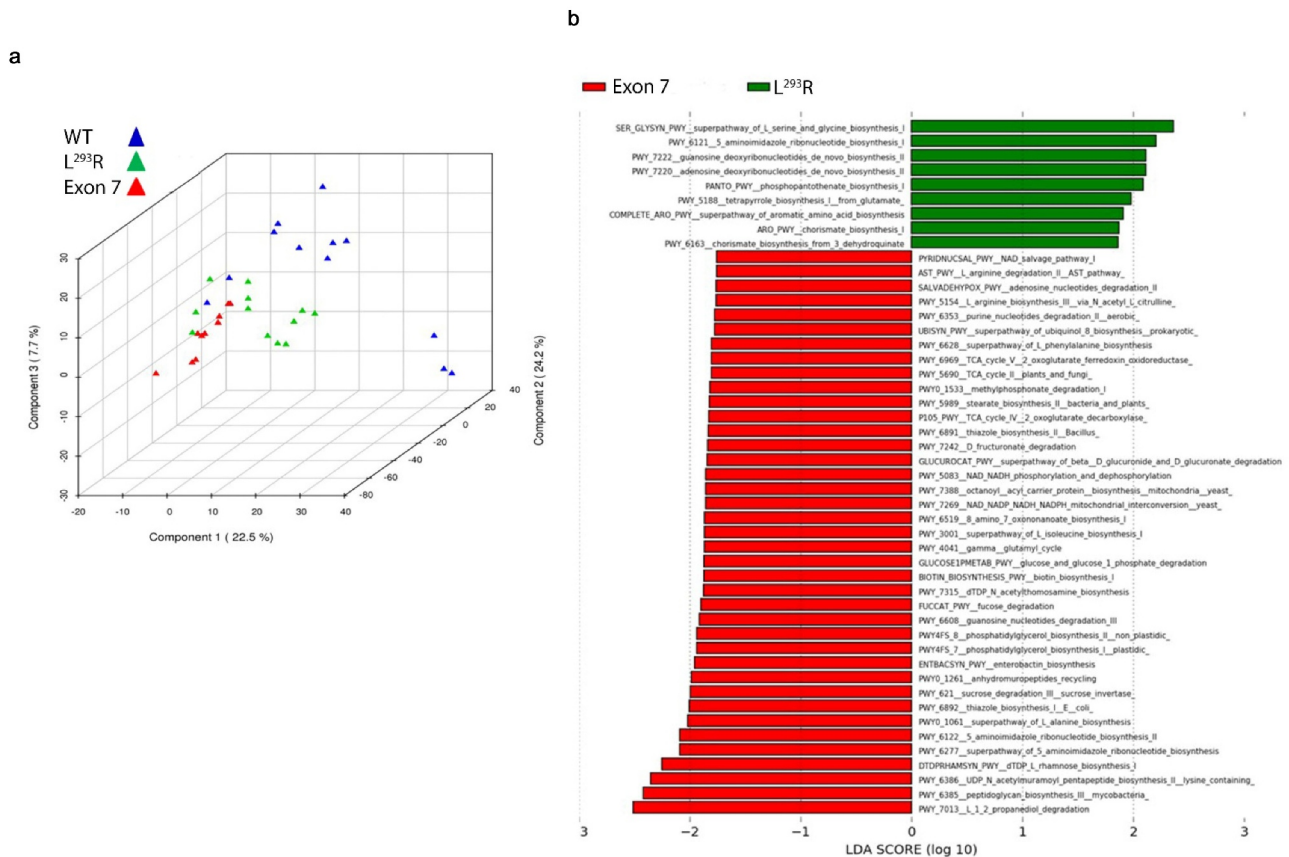 a
WT
L²⁹³R
Exon 7
30
20
10
0
-10
-20
-30
Component 3 ( 7.7 %)
-20
-10
0
10
20
30
40
Component 1 ( 22.5 %)
-80
-60
-40
-20
0
20
40
Component 2 ( 24.2 %)
b
Exon 7
L²⁹³R
SER_GLYSYN_PWY__superpathway_of_L_serine_and_glycine_biosynthesis_I
PWY_6121__5_aminoimidazole_ribonucleotide_biosynthesis_I
PWY_7222__guanosine_deoxyribonucleotides_de_novo_biosynthesis_II
PWY_7220__adenosine_deoxyribonucleotides_de_novo_biosynthesis_II
PANTO_PWY__phosphopantothenate_biosynthesis_I
PWY_5188__tetrapyrrole_biosynthesis_I__from_glutamate_
COMPLETE_ARO_PWY__superpathway_of_aromatic_amino_acid_biosynthesis
ARO_PWY__chorismate_biosynthesis_I
PWY_6163__chorismate_biosynthesis_from_3_dehydroquinate
PYRIDNUCSAL_PWY__NAD_salvage_pathway_I
AST_PWY__L_arginine_degradation_II__AST_pathway_
SALVADEHYPOX_PWY__adenosine_nucleotides_degradation_II
PWY_5154__L_arginine_biosynthesis_III__via_N_acetyl_L_citrulline_
PWY_6353__purine_nucleotides_degradation_II__aerobic_
UBISYN_PWY__superpathway_of_ubiquinol_8_biosynthesis__prokaryotic_
PWY_6628__superpathway_of_L_phenylalanine_biosynthesis
PWY_6969__TCA_cycle_V__2_oxoglutarate_ferredoxin_oxidoreductase_
PWY_5690__TCA_cycle_II__plants_and_fungi_
PWY0_1533__methylphosphonate_degradation_I
PWY_5989__stearate_biosynthesis_II__bacteria_and_plants_
P105_PWY__TCA_cycle_IV__2_oxoglutarate_decarboxylase_
PWY_6891__thiazole_biosynthesis_II__Bacillus_
PWY_7242__D_fructuronate_degradation
GLUCUROCAT_PWY__superpathway_of_beta__D_glucuronide_and_D_glucuronate_degradation
PWY_5083__NAD_NADH_phosphorylation_and_dephosphorylation
PWY_7388__octanoyl__acyl_carrier_protein__biosynthesis__mitochondria__yeast_
PWY_7269__NAD_NADP_NADH_NADPH_mitochondrial_interconversion__yeast_
PWY_6519__8_amino_7_oxononanoate_biosynthesis_I
PWY_3001__superpathway_of_L_isoleucine_biosynthesis_I
PWY_4041__gamma__glutamyl_cycle
GLUCOSE1PMETAB_PWY__glucose_and_glucose_1_phosphate_degradation
BIOTIN_BIOSYNTHESIS_PWY__biotin_biosynthesis_I
PWY_7315__dTDP_N_acetylthomosamine_biosynthesis
FUCCAT_PWY__fucose_degradation
PWY_6608__guanosine_nucleotides_degradation_III
PWY4FS_8__phosphatidylglycerol_biosynthesis_II__non_plastidic_
PWY4FS_7__phosphatidylglycerol_biosynthesis_I__plastidic_
ENTBACSYN_PWY__enterobactin_biosynthesis
PWY0_1261__anhydromuropeptides_recycling
PWY_621__sucrose_degradation_III__sucrose_invertase_
PWY_6892__thiazole_biosynthesis_I__E__coli_
PWY0_1061__superpathway_of_L_alanine_biosynthesis
PWY_6122__5_aminoimidazole_ribonucleotide_biosynthesis_II
PWY_6277__superpathway_of_5_aminoimidazole_ribonucleotide_biosynthesis
DTDPRHAMSYN_PWY__dTDP_L_rhamnose_biosynthesis_I
PWY_6386__UDP_N_acetylmuramoyl_pentapeptide_biosynthesis_II__lysine_containing_
PWY_6385__peptidoglycan_biosynthesis_III__mycobacteria_
PWY_7013__L_1_2_propanediol_degradation
3
−2
−1
0
1
2
3
LDA SCORE (log 10)